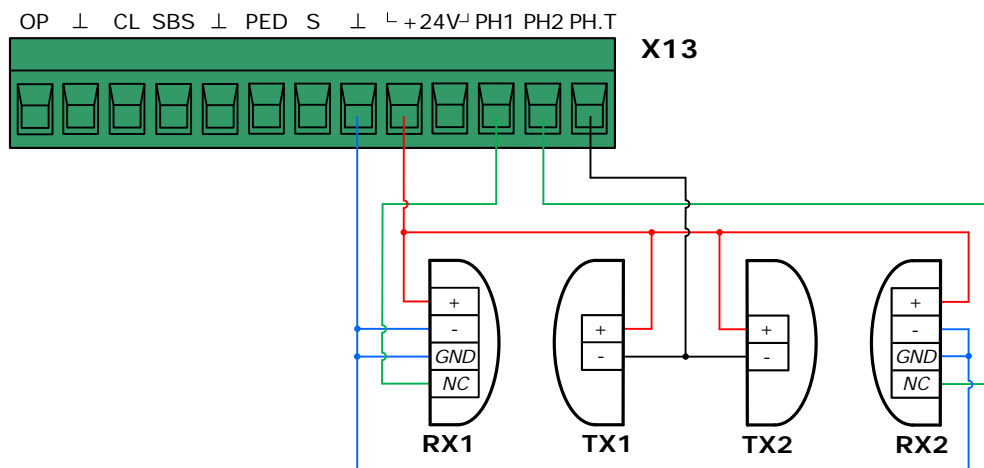 OP ⊥ CL SBS ⊥ PED S ⊥ └ +24V┘ PH1 PH2 PH.T
X13
+ + + +
- - - -
GND GND
NC NC
RX1 TX1 TX2 RX2